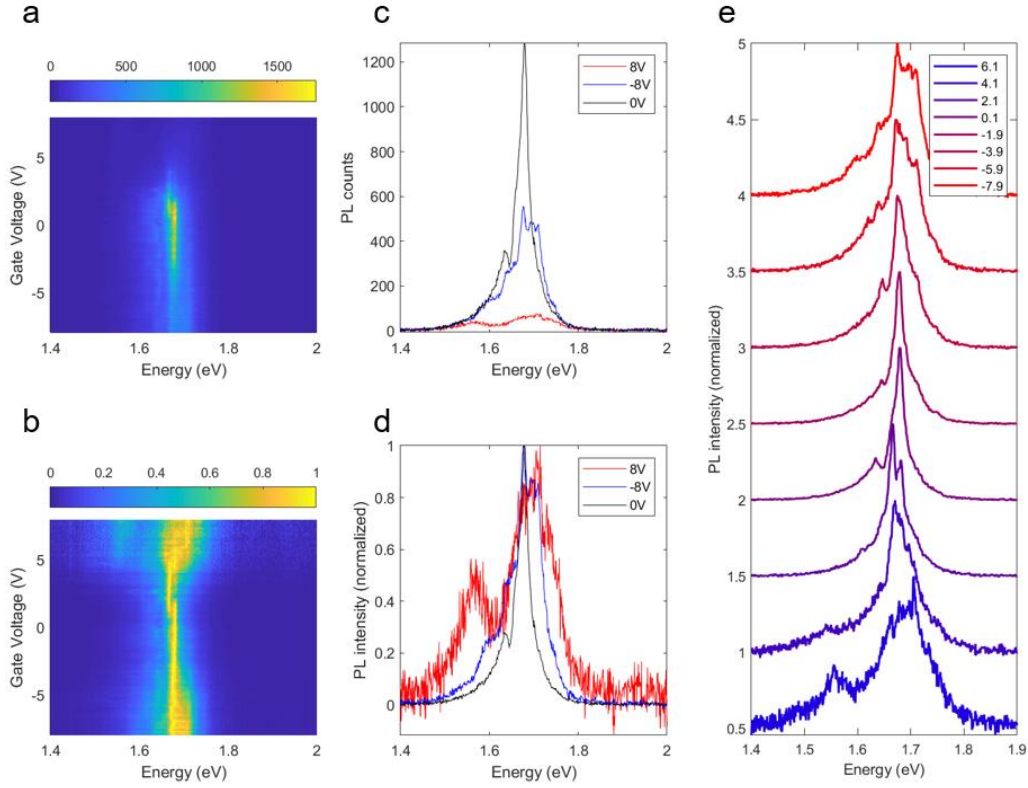 a
0 500 1000 1500
5
0
-5
Gate Voltage (V)
1.4 1.6 1.8 2
Energy (eV)
b
0 0.2 0.4 0.6 0.8 1
5
0
-5
Gate Voltage (V)
1.4 1.6 1.8 2
Energy (eV)
c
1200
1000
800
600
400
200
0
PL counts
8V
-8V
0V
1.4 1.6 1.8 2
Energy (eV)
d
1
0.8
0.6
0.4
0.2
0
PL intensity (normalized)
8V
-8V
0V
1.4 1.6 1.8 2
Energy (eV)
e
5
4.5
4
3.5
3
2.5
2
1.5
1
0.5
PL intensity (normalized)
6.1
4.1
2.1
0.1
-1.9
-3.9
-5.9
-7.9
1.4 1.5 1.6 1.7 1.8 1.9
Energy (eV)